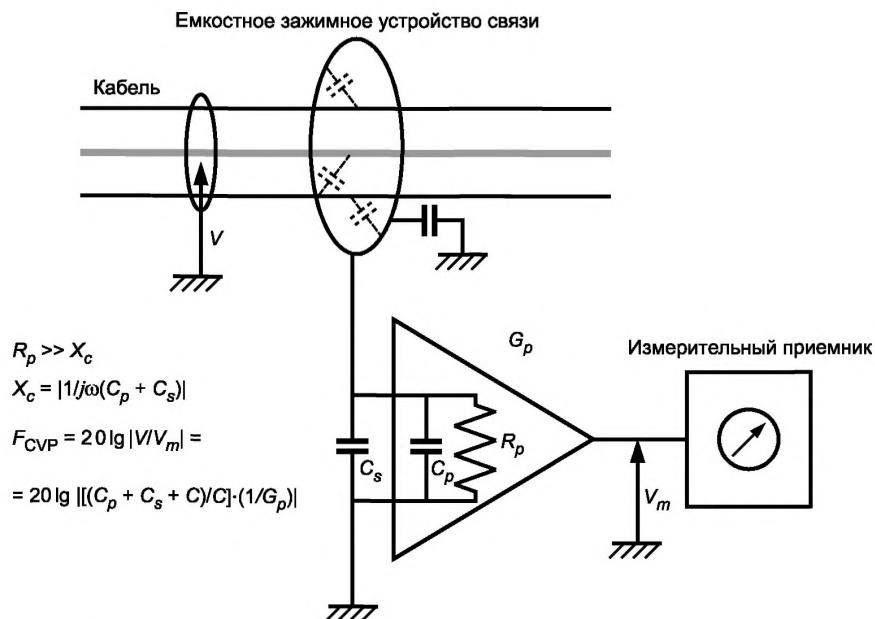 Емкостное зажимное устройство связи
Кабель
V
R_p >> X_c
X_c = |1/jω(C_p + C_s)|
F_CVP = 20 lg |V/V_m| =
= 20 lg |[(C_p + C_s + C)/C]·(1/G_p)|
G_p
Измерительный приемник
C_s
C_p
R_p
V_m